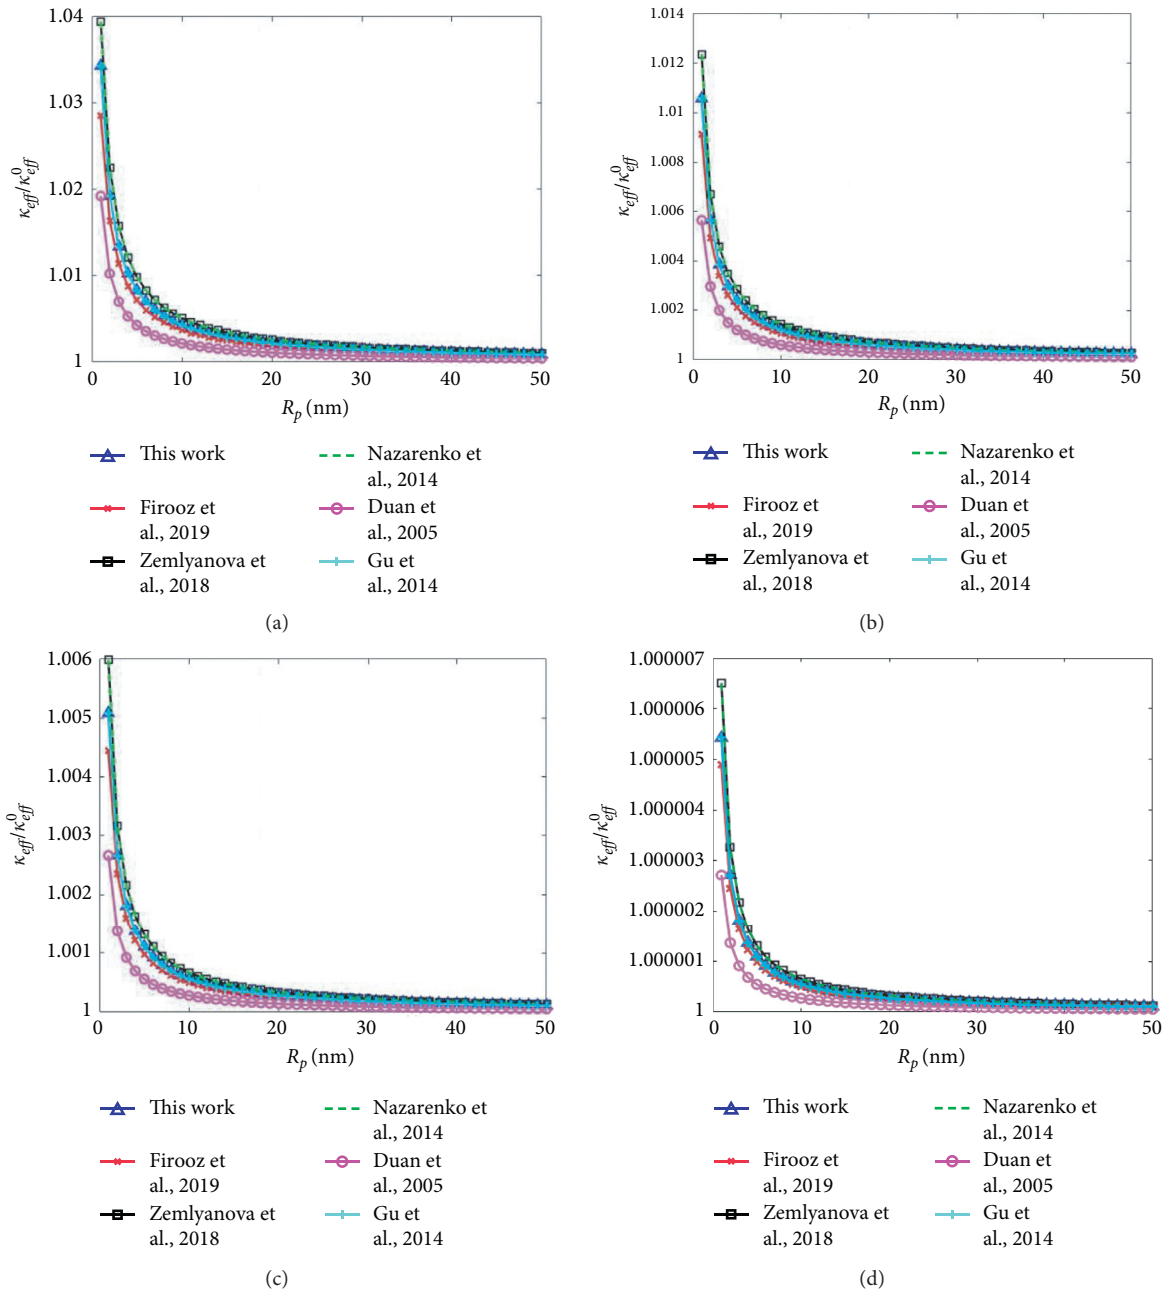 1.04
1.03
1.02
1.01
1
κeff/κ0eff
0 10 20 30 40 50
Rp (nm)
This work
Nazarenko et
al., 2014
Firooz et
al., 2019
Duan et
al., 2005
Zemlyanova et
al., 2018
Gu et
al., 2014
(a)
1.014
1.012
1.01
1.008
1.006
1.004
1.002
1
κeff/κ0eff
0 10 20 30 40 50
Rp (nm)
This work
Nazarenko et
al., 2014
Firooz et
al., 2019
Duan et
al., 2005
Zemlyanova et
al., 2018
Gu et
al., 2014
(b)
1.006
1.005
1.004
1.003
1.002
1.001
1
κeff/κ0eff
0 10 20 30 40 50
Rp (nm)
This work
Nazarenko et
al., 2014
Firooz et
al., 2019
Duan et
al., 2005
Zemlyanova et
al., 2018
Gu et
al., 2014
(c)
1.000007
1.000006
1.000005
1.000004
1.000003
1.000002
1.000001
1
κeff/κ0eff
0 10 20 30 40 50
Rp (nm)
This work
Nazarenko et
al., 2014
Firooz et
al., 2019
Duan et
al., 2005
Zemlyanova et
al., 2018
Gu et
al., 2014
(d)